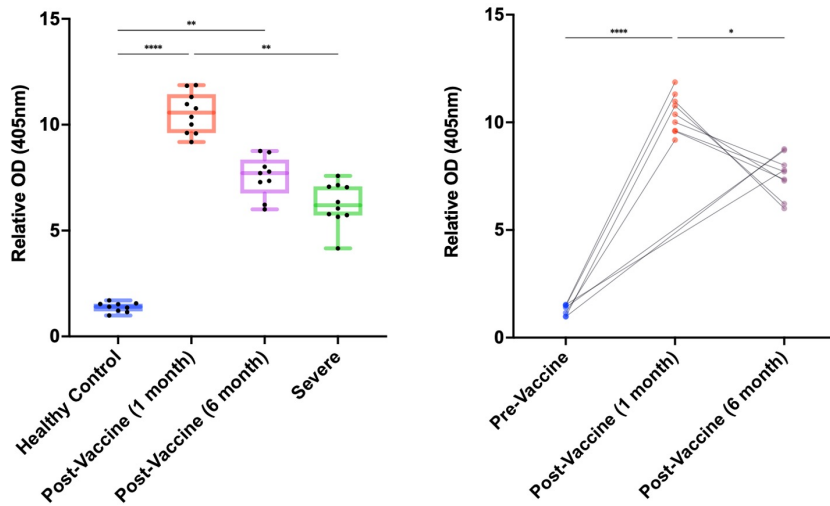 15
10
5
0
Relative OD (405nm)
**
****
**
Healthy Control
Post-Vaccine (1 month)
Post-Vaccine (6 month)
Severe
15
10
5
0
Relative OD (405nm)
****
*
Pre-Vaccine
Post-Vaccine (1 month)
Post-Vaccine (6 month)